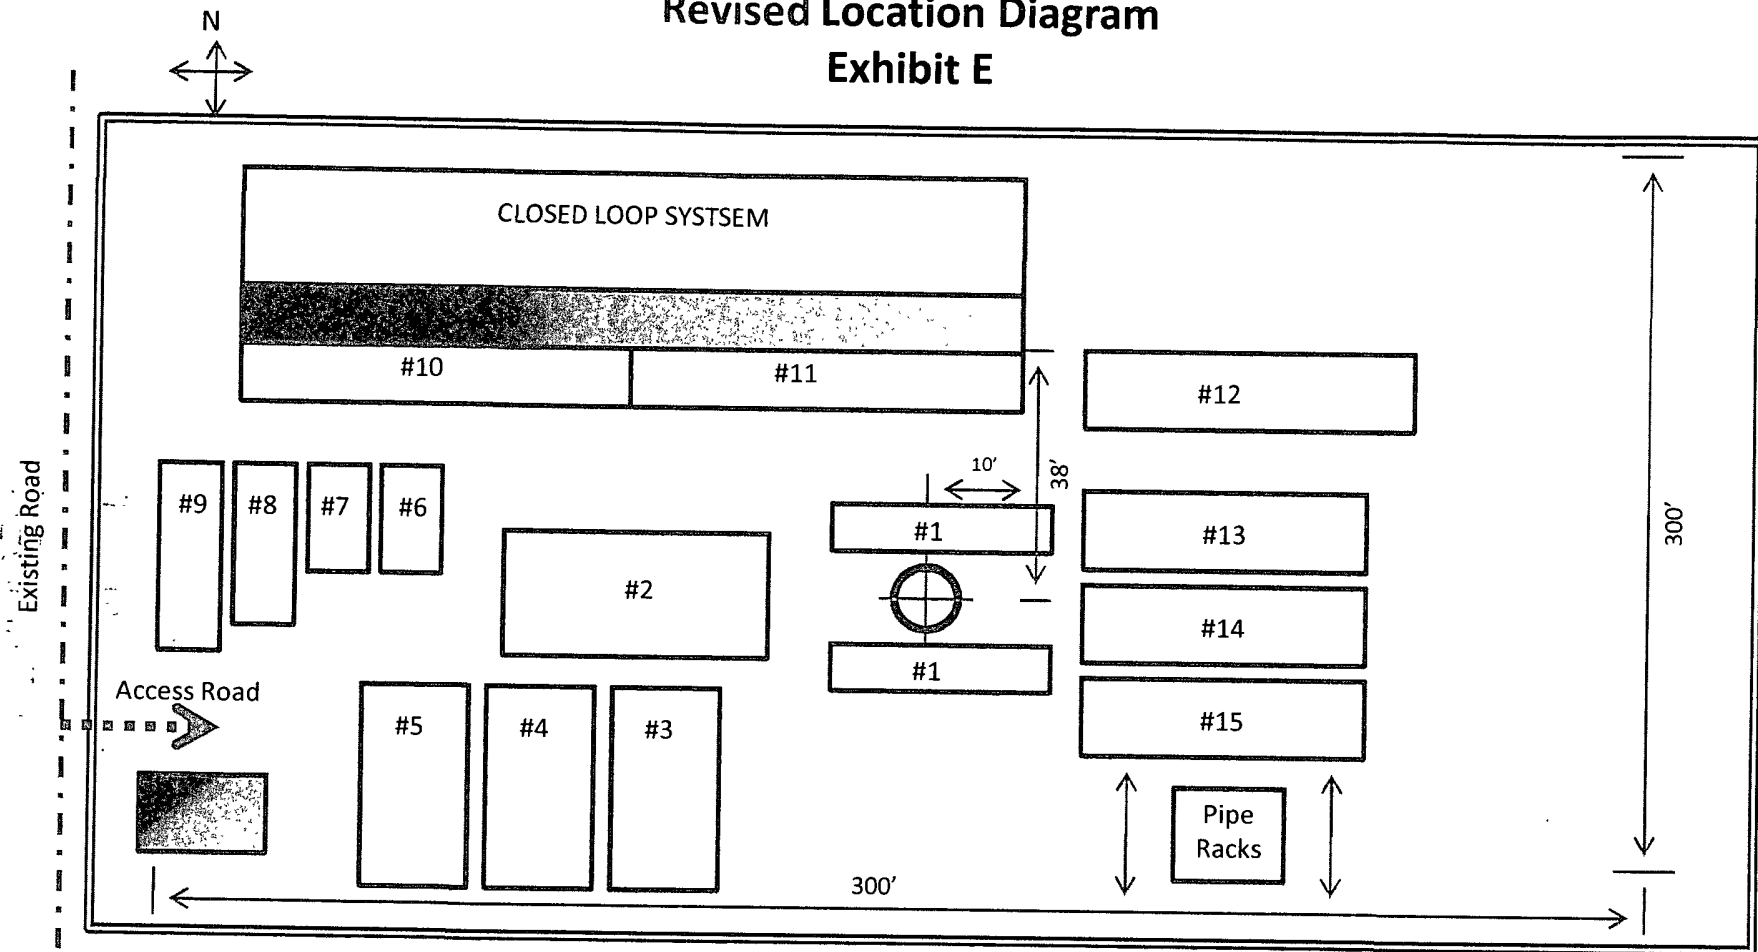 Revised Location Diagram
Exhibit E
N
CLOSED LOOP SYSTSEM
#10
#11
#12
10'
38'
#9
#8
#7
#6
#1
#13
300'
Existing Road
#2
#14
#1
Access Road
#5
#4
#3
#15
Pipe
Racks
300'